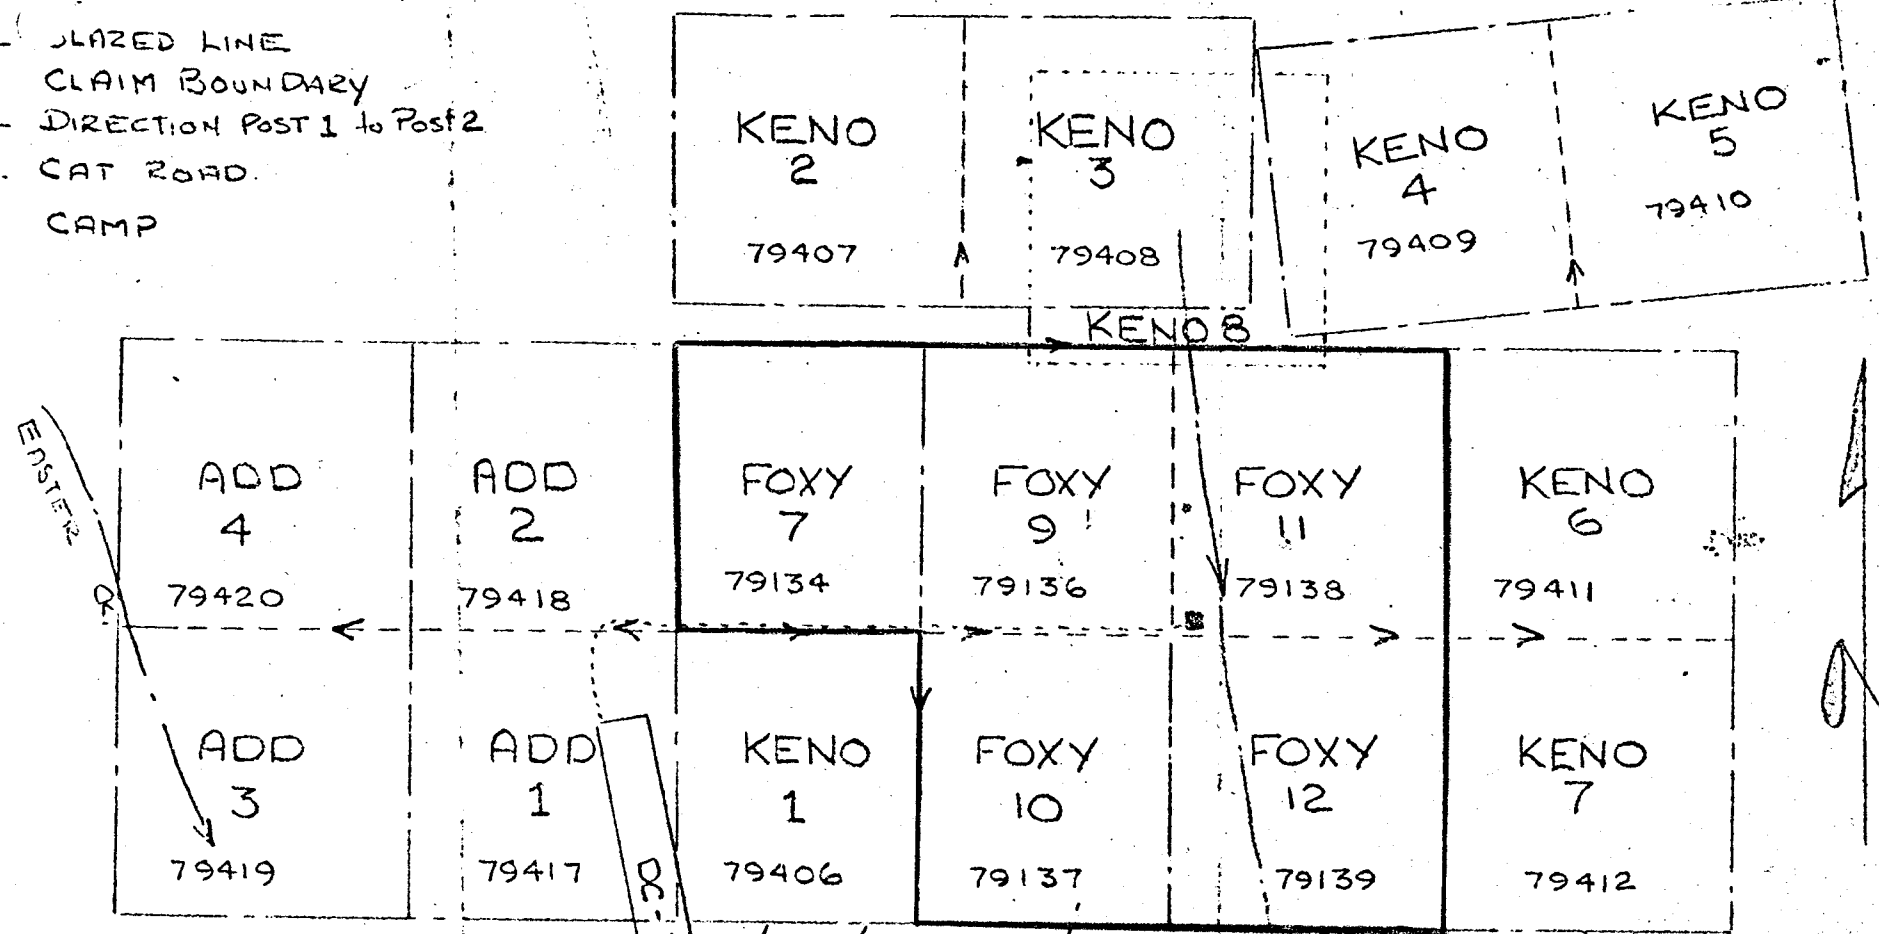 BLAZED LINE
CLAIM BOUNDARY
DIRECTION POST 1 to Post 2
CAT ROAD.
CAMP
KENO
2
79407
KENO
3
79408
KENO
4
79409
KENO
5
79410
KENO 8
EASTER
ADD
4
79420
ADD
2
79418
FOXY
7
79134
FOXY
9
79136
FOXY
11
79138
KENO
6
79411
ADD
3
79419
ADD
1
79417
KENO
1
79406
FOXY
10
79137
FOXY
12
79139
KENO
7
79412